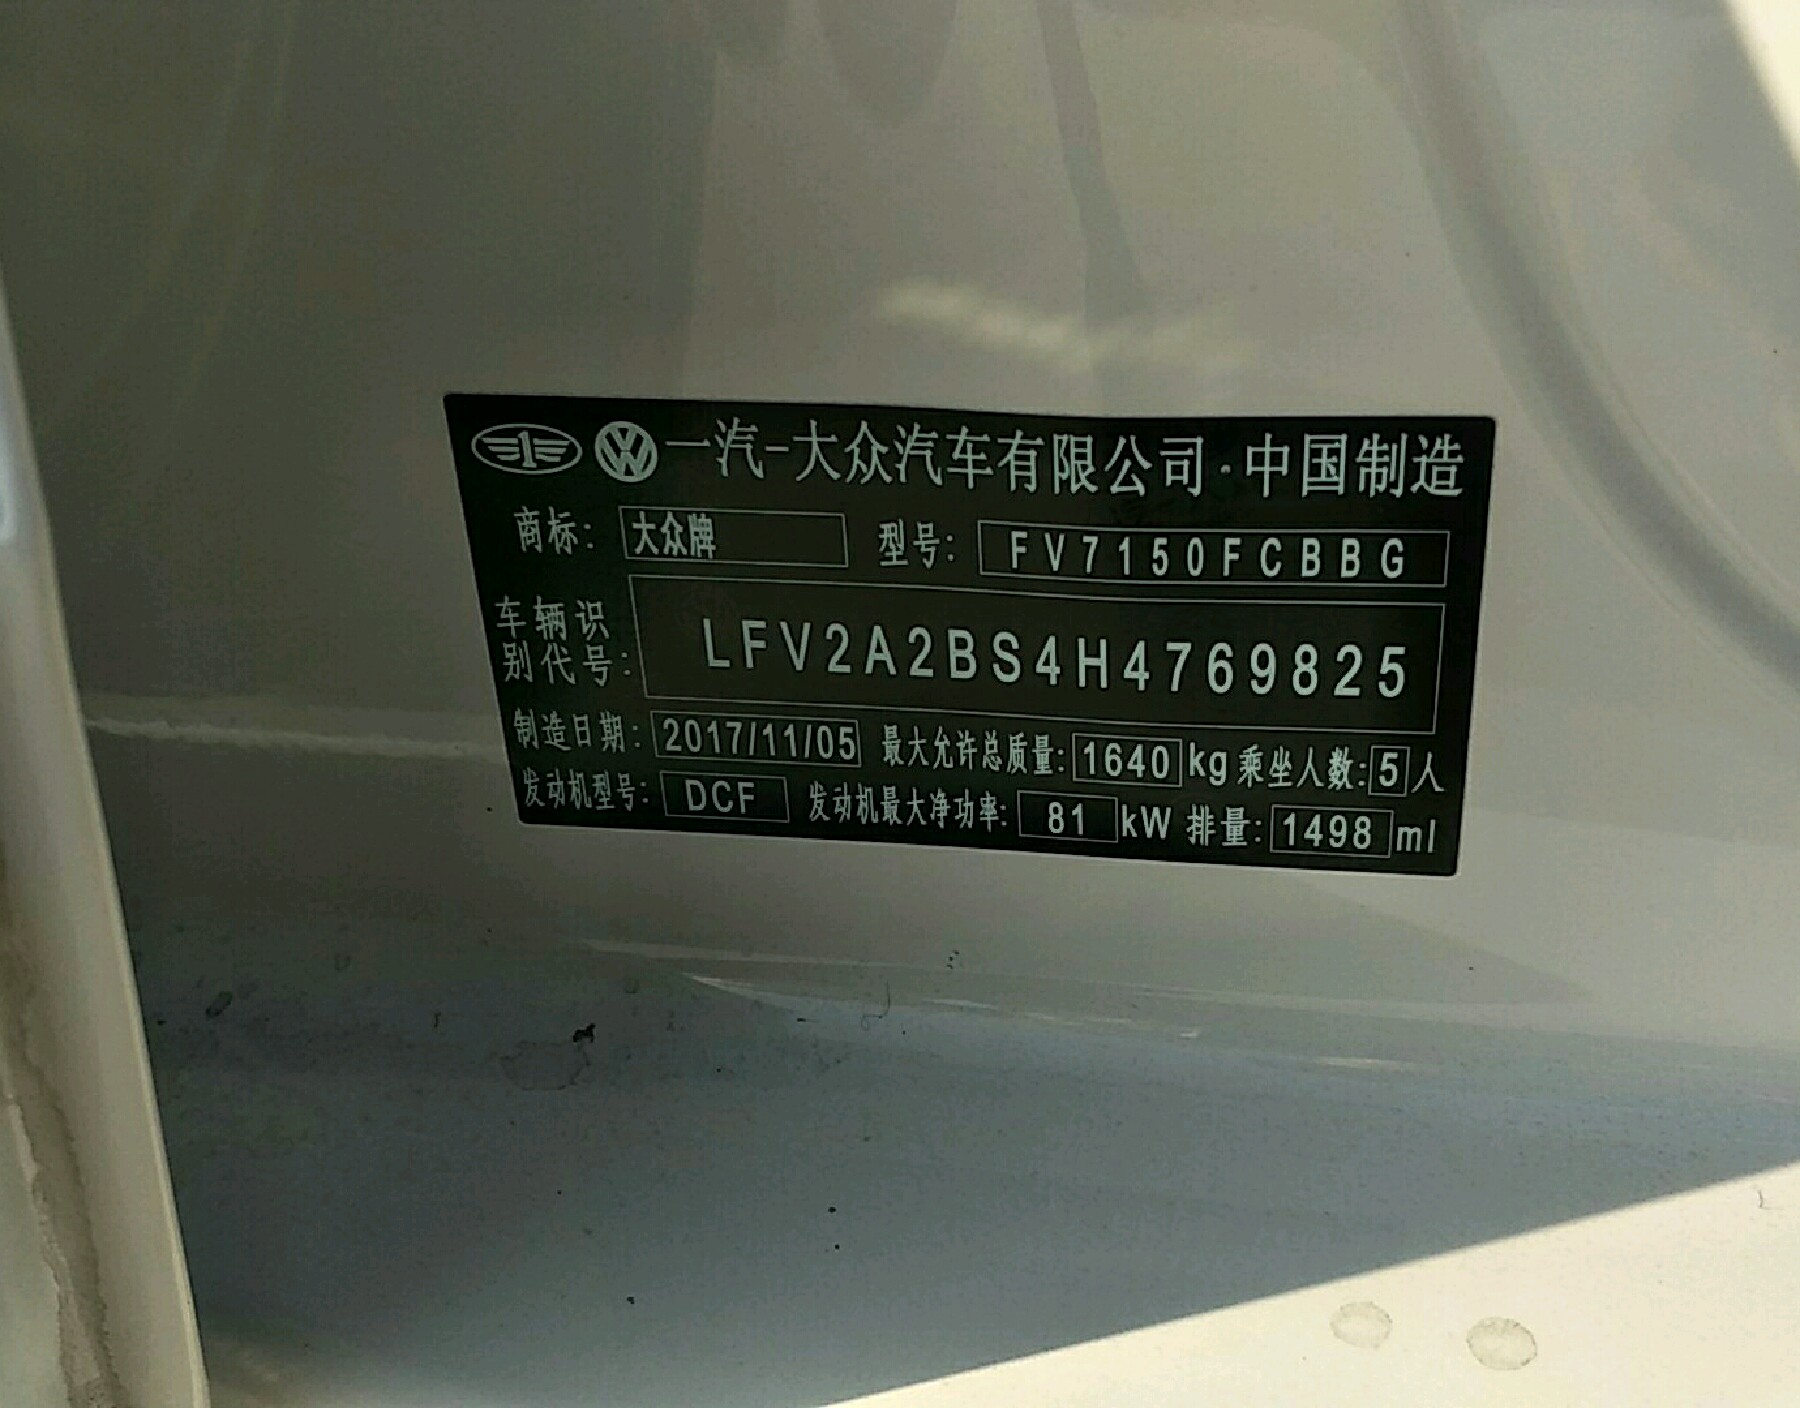 一汽-大众汽车有限公司·中国制造
商标: 大众牌 型号: FV7150FCBBG
车辆识
别代号: LFV2A2BS4H4769825
制造日期: 2017/11/05 最大允许总质量: 1640 kg 乘坐人数: 5 人
发动机型号: DCF 发动机最大净功率: 81 kW 排量: 1498 ml